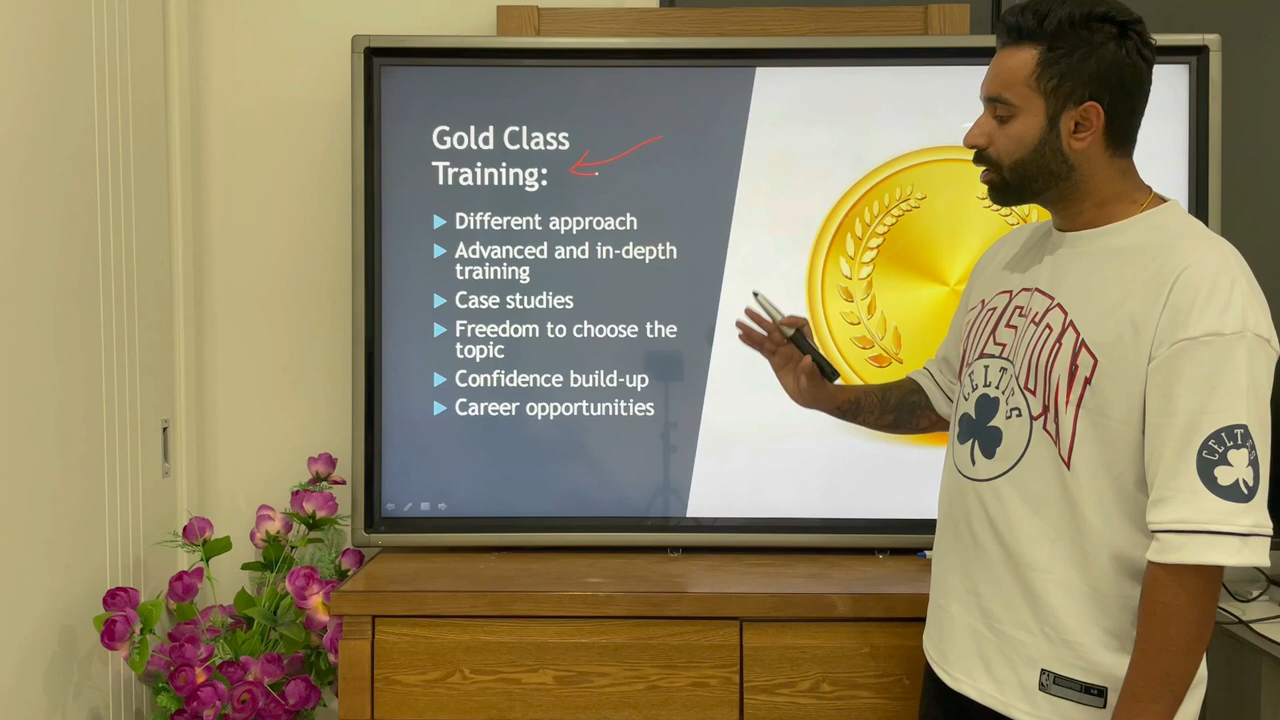 Gold Class
Training:
Different approach
Advanced and in-depth
training
Case studies
Freedom to choose the
topic
Confidence build-up
Career opportunities
BOSTON
CELTICS
CELTICS